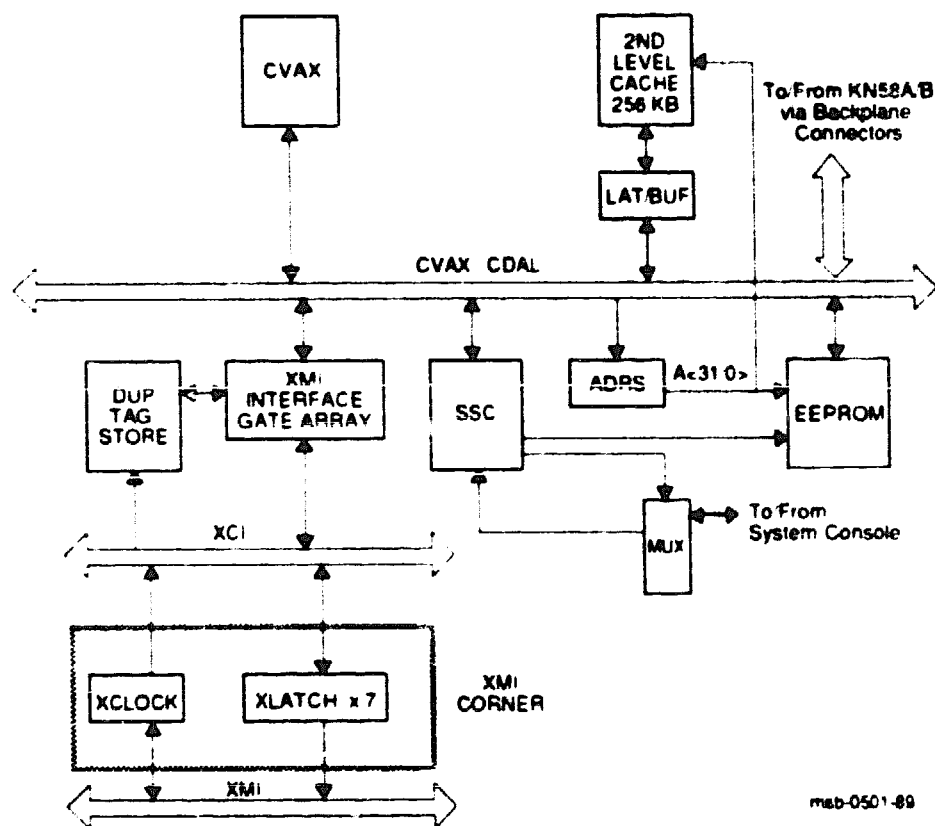 CVAX
2ND
LEVEL
CACHE
256 KB
To/From KN58A/B
via Backplane
Connectors
LAT/BUF
CVAX CDAL
DUP
TAG
STORE
XMI
INTERFACE
GATE ARRAY
SSC
ADRS
A<31:0>
EEPROM
XCI
MUX
To/From
System Console
XCLOCK
XLATCH x 7
XMI
CORNER
XMI
msb-0501-89